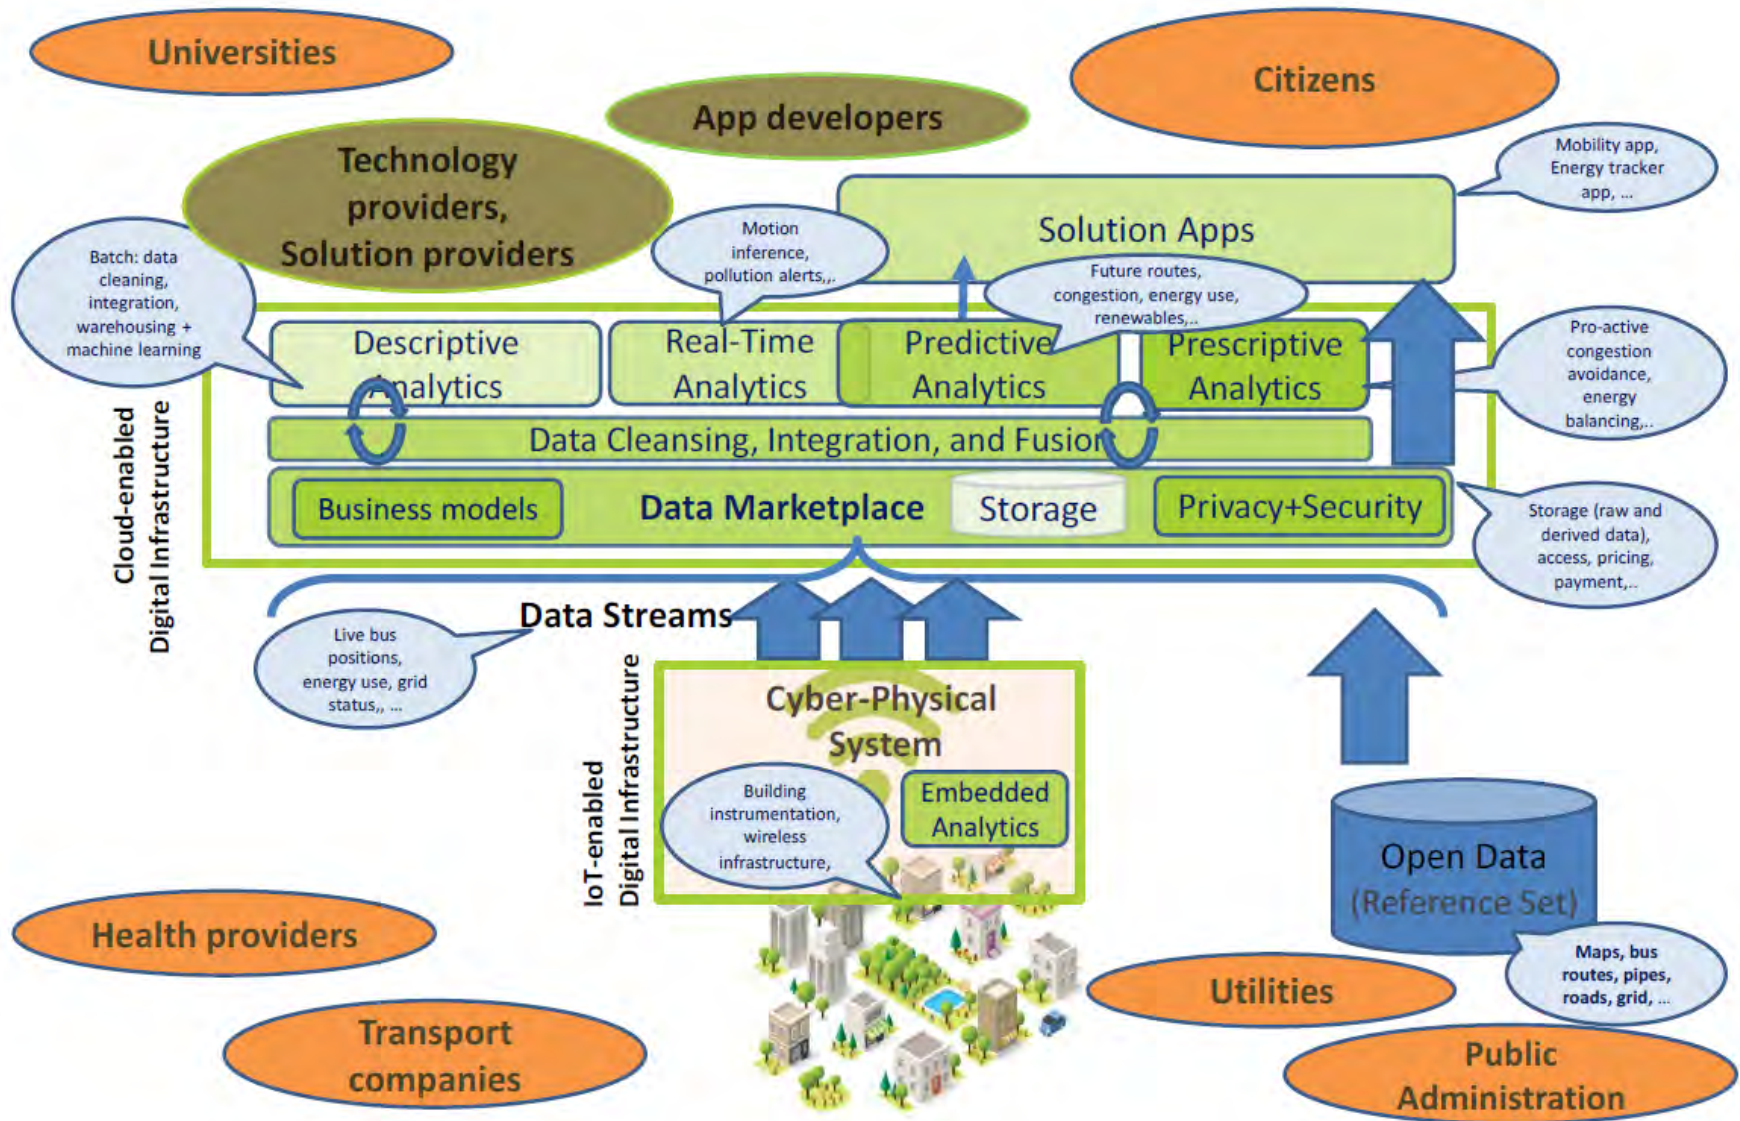 Universities
Citizens
App developers
Technology
providers,
Solution providers
Mobility app,
Energy tracker
app, ...
Motion
inference,
pollution alerts,,.
Solution Apps
Batch: data
cleaning,
integration,
warehousing +
machine learning
Future routes,
congestion, energy use,
renewables,..
Descriptive
Analytics
Real-Time
Analytics
Predictive
Analytics
Prescriptive
Analytics
Pro-active
congestion
avoidance,
energy
balancing,..
Cloud-enabled
Digital Infrastructure
Data Cleansing, Integration, and Fusion
Business models
Data Marketplace
Storage
Privacy+Security
Storage (raw and
derived data),
access, pricing,
payment,..
Data Streams
Live bus
positions,
energy use, grid
status,, ...
IoT-enabled
Digital Infrastructure
Cyber-Physical
System
Building
instrumentation,
wireless
infrastructure,
Embedded
Analytics
Open Data
(Reference Set)
Maps, bus
routes, pipes,
roads, grid, ...
Health providers
Utilities
Transport
companies
Public
Administration